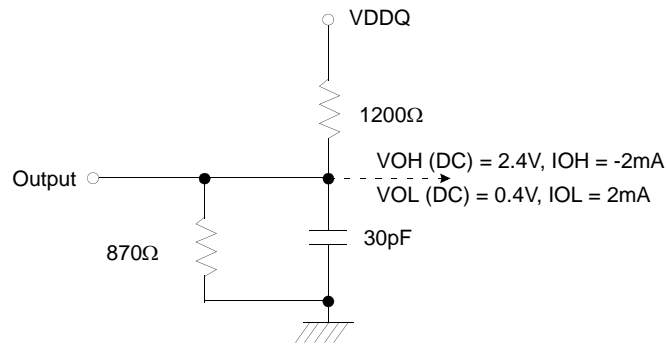 VDDQ
1200Ω
VOH (DC) = 2.4V, IOH = -2mA
Output
VOL (DC) = 0.4V, IOL = 2mA
870Ω
30pF